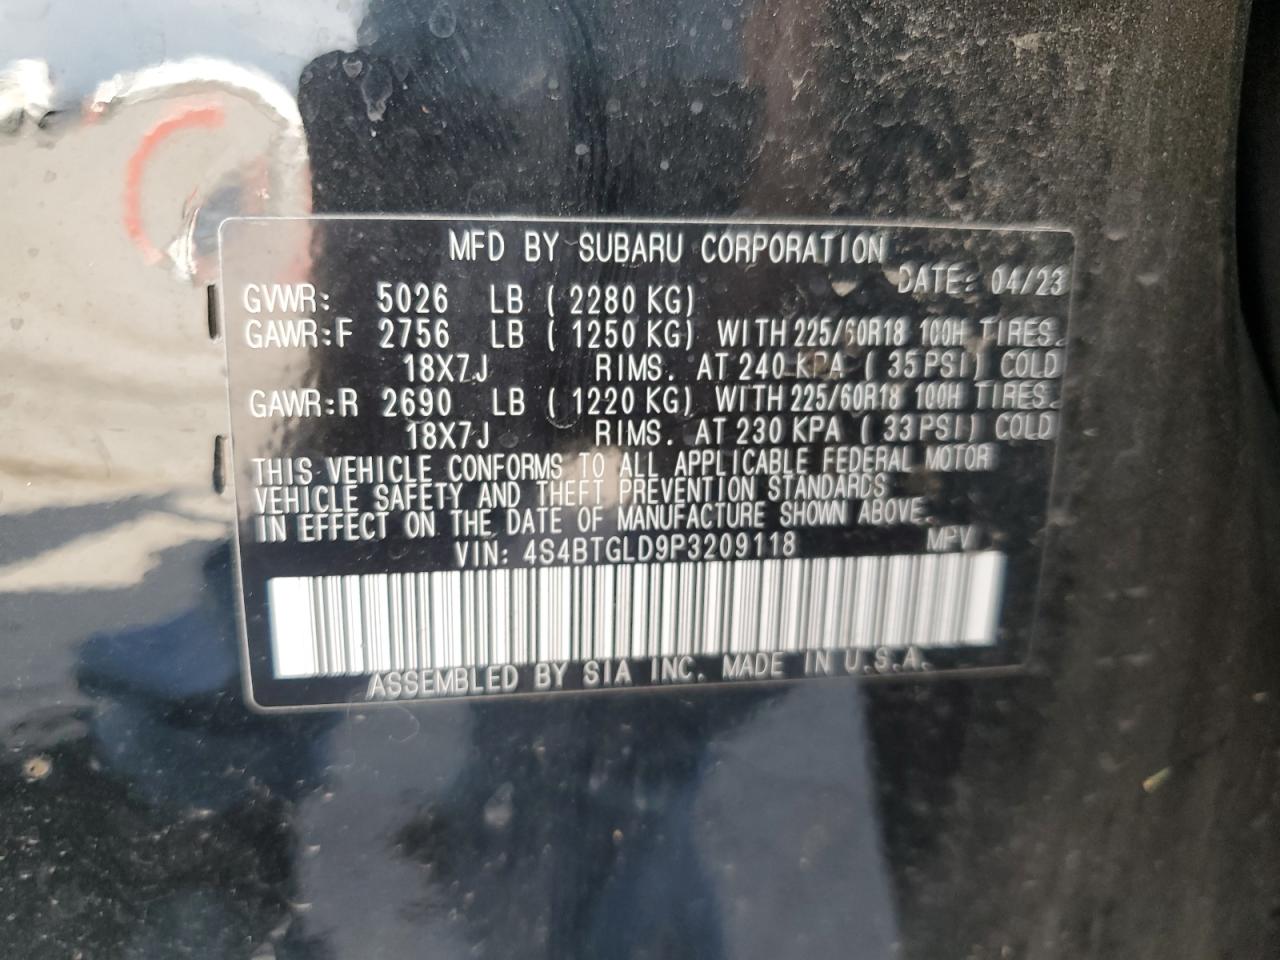 MFD BY SUBARU CORPORATION
DATE: 04/23
GVWR: 5026 LB ( 2280 KG)
GAWR:F 2756 LB ( 1250 KG) WITH 225/60R18 100H TIRES.
18X7J RIMS. AT 240 KPA ( 35 PSI) COLD
GAWR:R 2690 LB ( 1220 KG) WITH 225/60R18 100H TIRES.
18X7J RIMS. AT 230 KPA ( 33 PSI) COLD
THIS VEHICLE CONFORMS TO ALL APPLICABLE FEDERAL MOTOR
VEHICLE SAFETY AND THEFT PREVENTION STANDARDS
IN EFFECT ON THE DATE OF MANUFACTURE SHOWN ABOVE.
VIN: 4S4BTGLD9P3209118 MPV
ASSEMBLED BY SIA INC. MADE IN U.S.A.